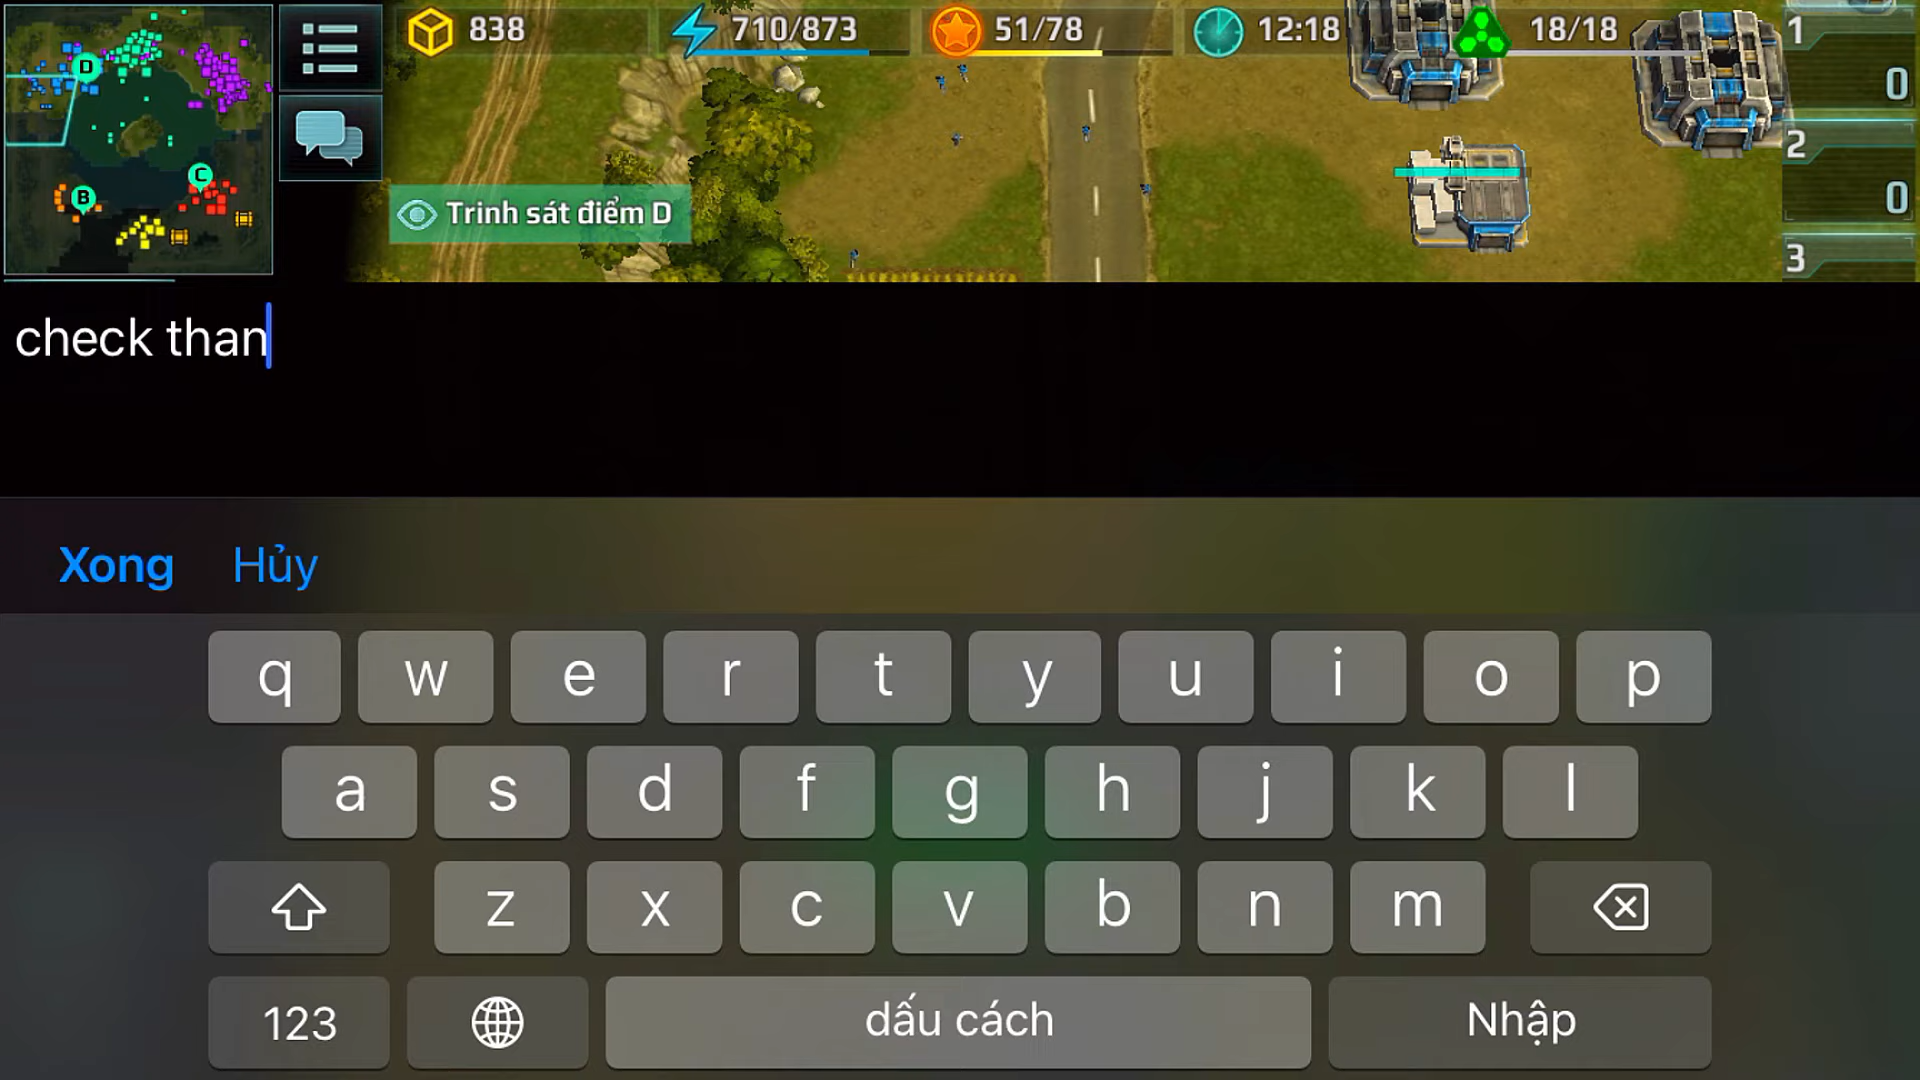 838
710/873
51/78
12:18
18/18
1
0
2
0
3
D
C
B
Trinh sát điểm D
check than
Xong Hủy
q w e r t y u i o p
a s d f g h j k l
z x c v b n m
123 dấu cách Nhập